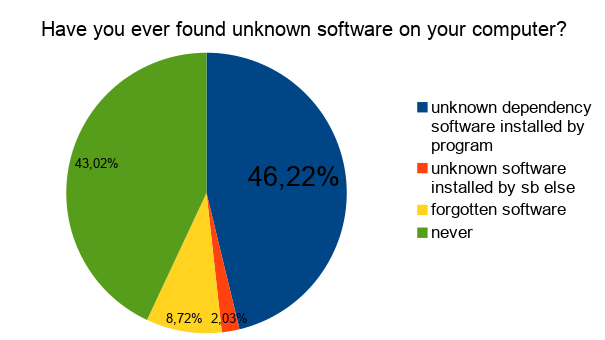 Have you ever found unknown software on your computer?
43,02%
46,22%
8,72%
2,03%
unknown dependency
software installed by
program
unknown software
installed by sb else
forgotten software
never